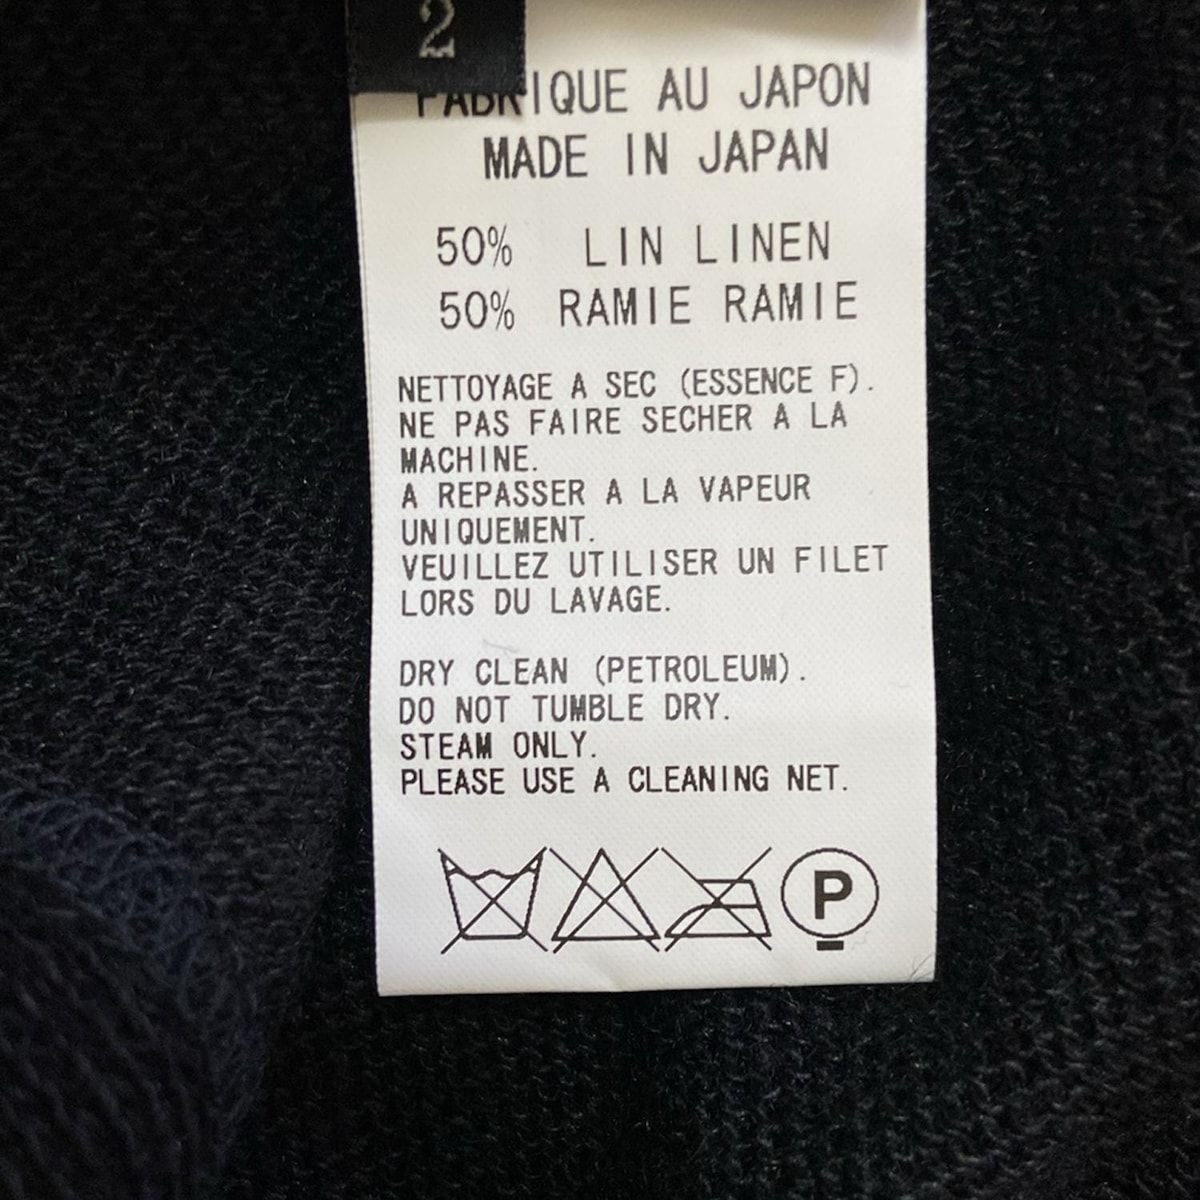 2
FABRIQUE AU JAPON
MADE IN JAPAN
50% LIN LINEN
50% RAMIE RAMIE
NETTOYAGE A SEC (ESSENCE F).
NE PAS FAIRE SECHER A LA
MACHINE.
A REPASSER A LA VAPEUR
UNIQUEMENT.
VEUILLEZ UTILISER UN FILET
LORS DU LAVAGE.
DRY CLEAN (PETROLEUM).
DO NOT TUMBLE DRY.
STEAM ONLY.
PLEASE USE A CLEANING NET.
P